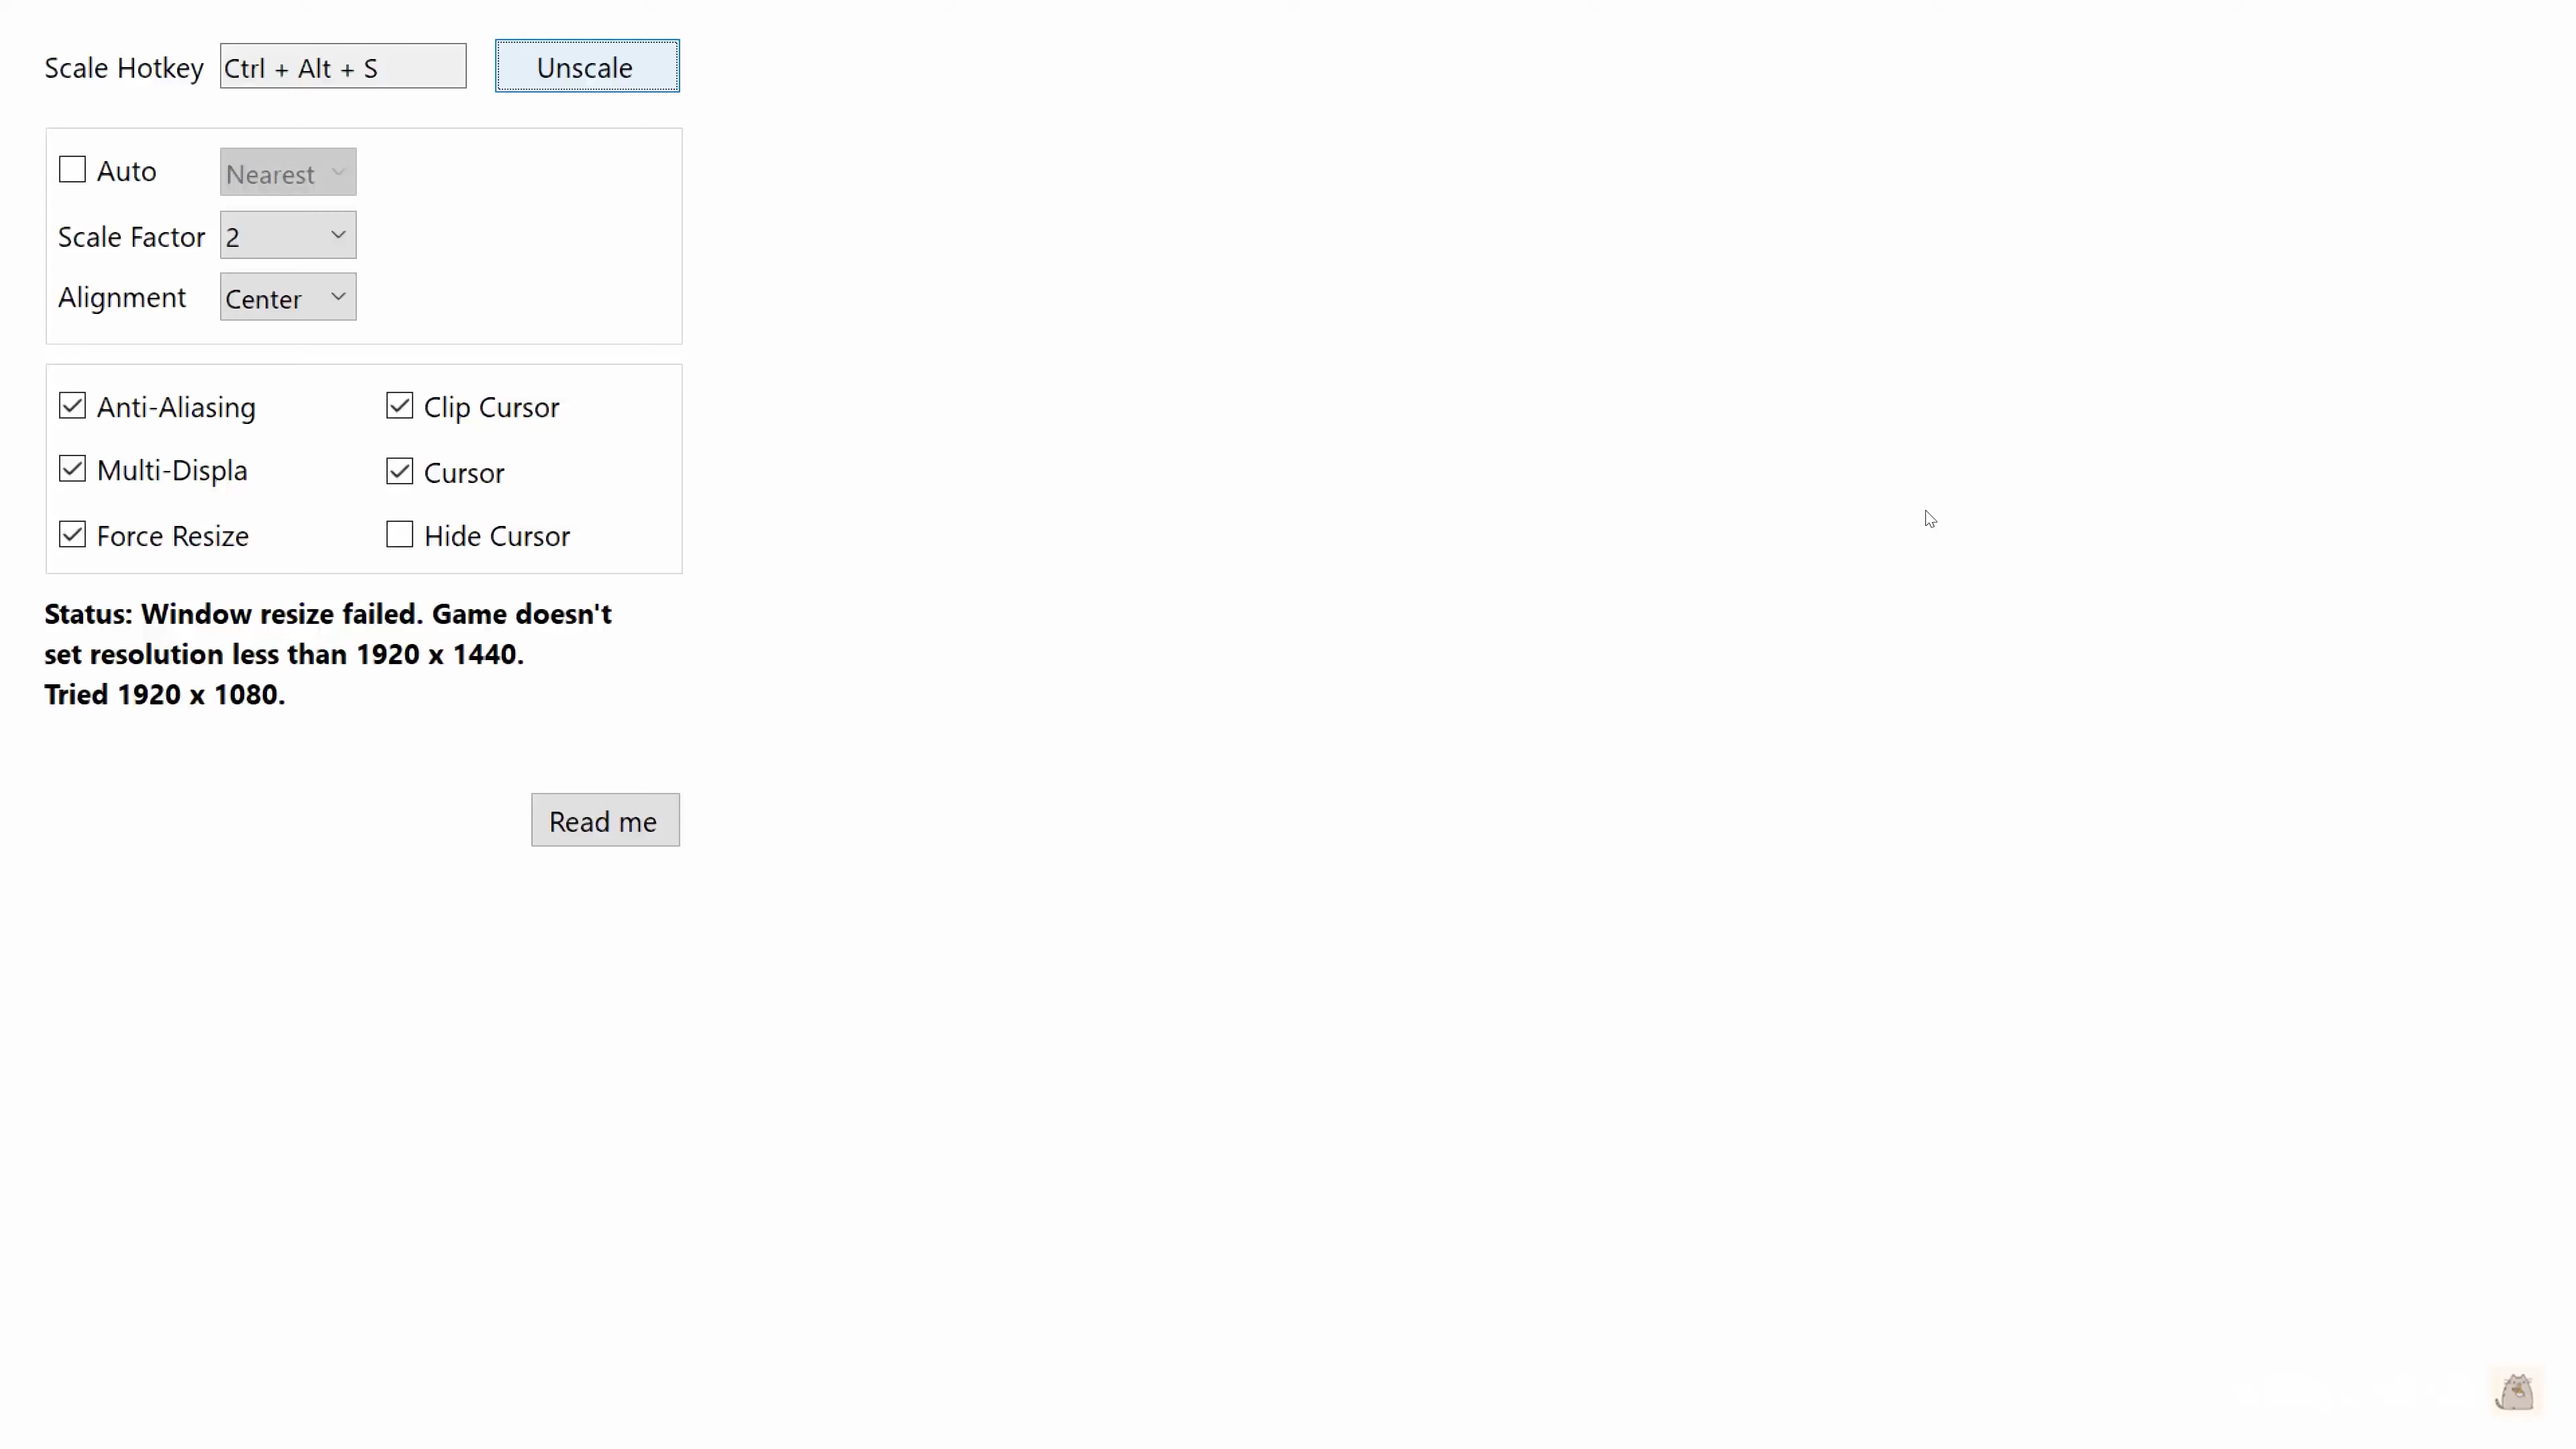 Scale Hotkey Ctrl + Alt + S Unscale
Auto Nearest
Scale Factor 2
Alignment Center
Anti-Aliasing Clip Cursor
Multi-Displa Cursor
Force Resize Hide Cursor
Status: Window resize failed. Game doesn't
set resolution less than 1920 x 1440.
Tried 1920 x 1080.
Read me